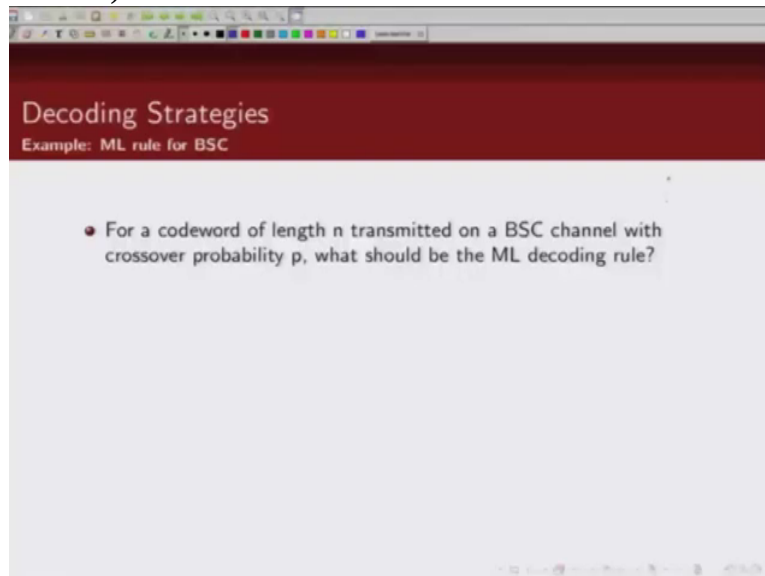 Decoding Strategies
Example: ML rule for BSC
For a codeword of length n transmitted on a BSC channel with
crossover probability p, what should be the ML decoding rule?